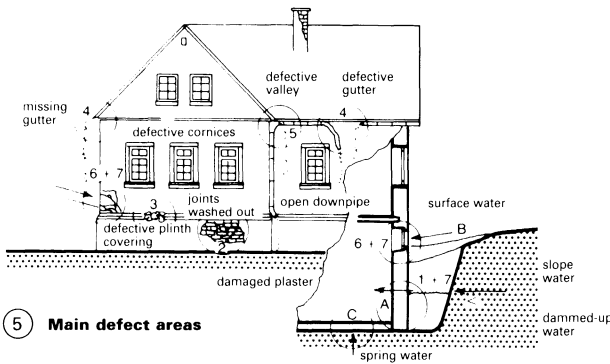 defective
valley
defective
gutter
missing
gutter
4
4
defective cornices
5
6 + 7
3
joints
washed out
open downpipe
surface water
defective plinth
covering
2
6 + 7
B
damaged plaster
1 + 7
slope
water
A
C
dammed-up
water
5 Main defect areas
spring water